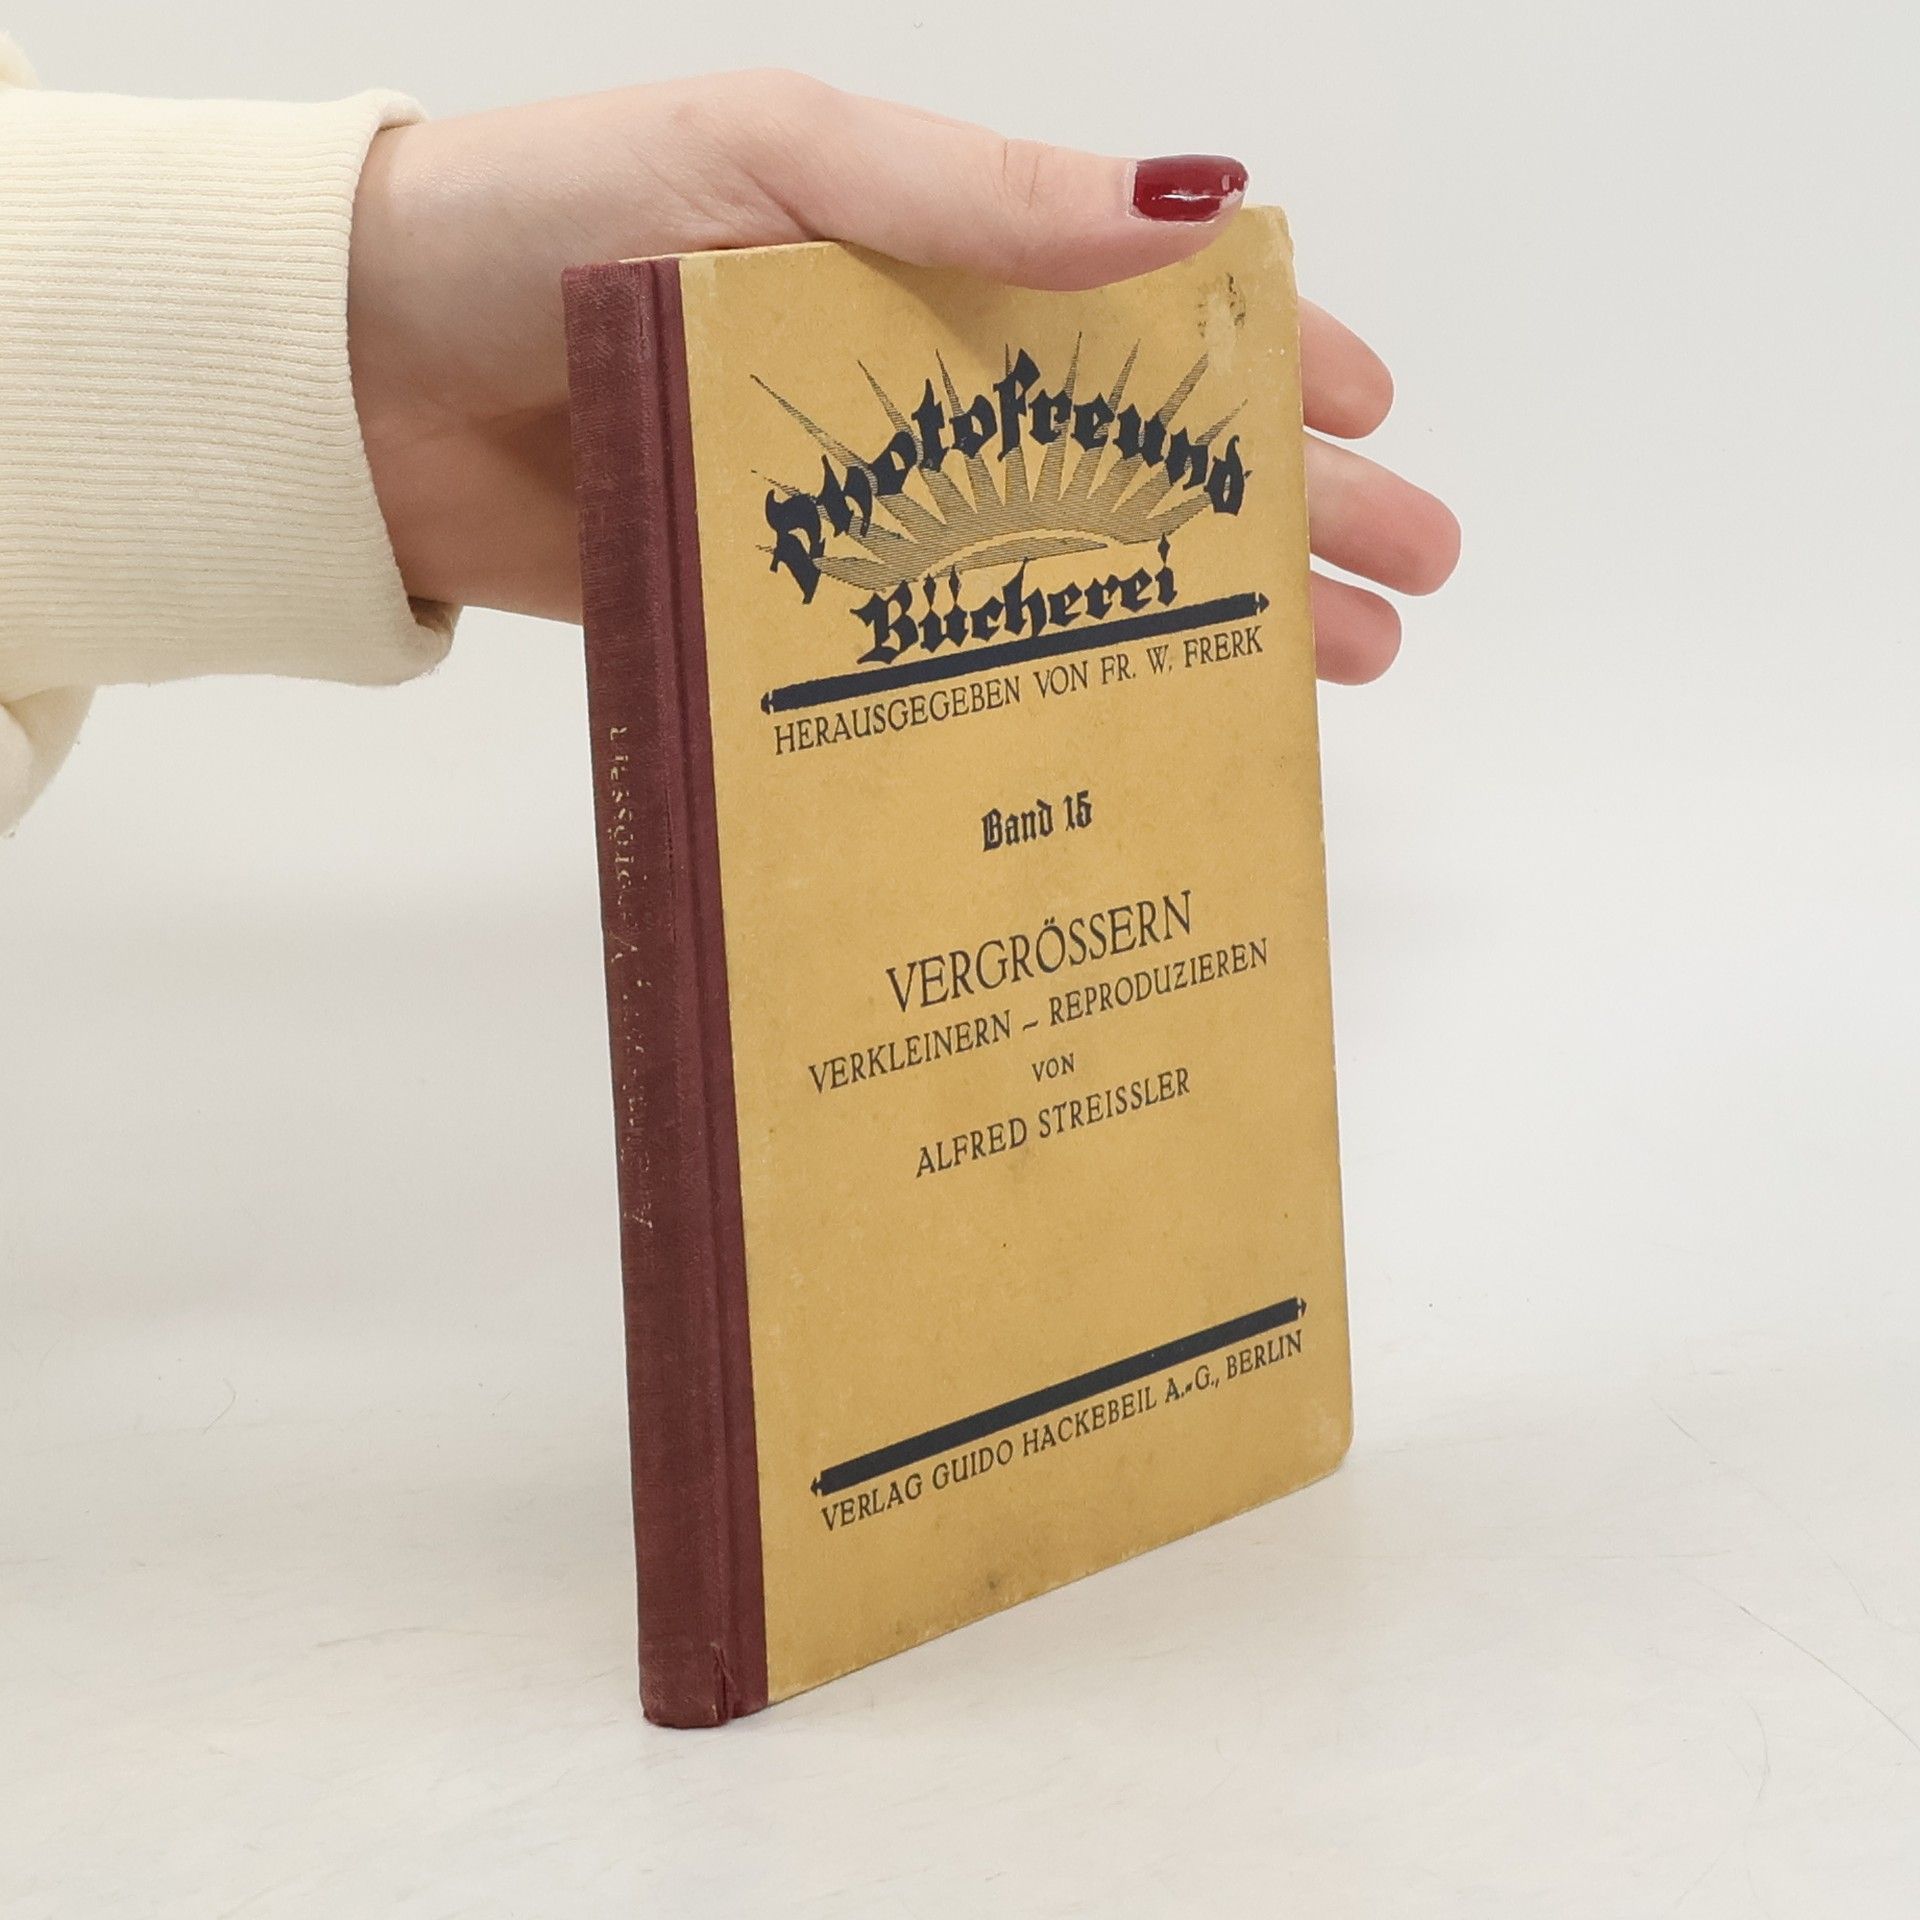 Photofreund
Bücherei
HERAUSGEGEBEN VON FR. W. FRERK
Band 15
VERGRÖSSERN
VERKLEINERN – REPRODUZIEREN
VON
ALFRED STREISSLER
VERLAG GUIDO HACKEBEIL A.-G., BERLIN